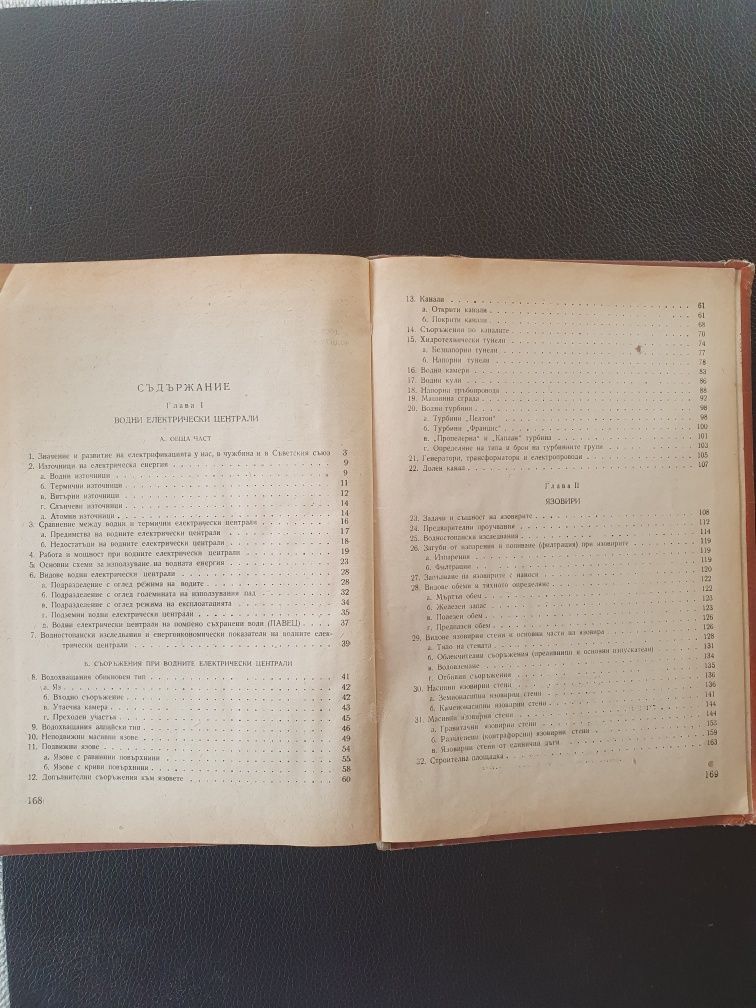 СЪДЪРЖАНИЕ
Глава I
ВОДНИ ЕЛЕКТРИЧЕСКИ ЦЕНТРАЛИ
А. ОБЩА ЧАСТ
1. Значение и развитие на електрификацията у нас, в чужбина и в Съветския съюз 3
2. Източници на електрическа енергия 9
а. Водни източници 9
б. Термични източници 11
в. Вятърни източници 12
г. Слънчеви източници 14
д. Атомни източници 14
3. Сравнение между водни и термични електрически централи 16
а. Предимства на водните електрически централи 17
б. Недостатъци на водните електрически централи 18
4. Работа и мощност при водните електрически централи 19
5. Основни схеми за използуване на водната енергия 23
6. Видове водни електрически централи 28
а. Подразделение с оглед режима на водите 28
б. Подразделение с оглед големината на използувания пад 32
в. Подразделение с оглед режима на експлоатацията 34
г. Подземни водни електрически централи 35
д. Водни електрически централи на помпено съхранени води (ПАВЕЦ) 37
7. Водностопански изследвания и енергоикономически показатели на водните елек-
трически централи 39
Б. СЪОРЪЖЕНИЯ ПРИ ВОДНИТЕ ЕЛЕКТРИЧЕСКИ ЦЕНТРАЛИ
8. Водохващания обикновен тип 41
а. Яз 42
б. Входно съоръжение 42
в. Утаечна камера 43
г. Преходен участък 45
9. Водохващания алпийски тип 46
10. Неподвижни масивни язове 49
11. Подвижни язове 54
а. Язове с равнинни повърхнини 55
б. Язове с криви повърхнини 58
12. Допълнителни съоръжения към язовете 60
168
13. Канали 61
а. Открити канали 61
б. Покрити канали 68
14. Съоръжения по каналите 70
15. Хидротехнически тунели 74
а. Безнапорни тунели 77
б. Напорни тунели 78
16. Водни камери 83
17. Водни кули 86
18. Напорни тръбопроводи 88
19. Машинна сграда 92
20. Водни турбини 98
а. Турбини „Пелтон“ 98
б. Турбини „Францис“ 100
в. „Пропелерна“ и „Каплан“ турбина 101
г. Определяне на типа и броя на турбинните групи 103
21. Генератори, трансформатори и електропроводи 105
22. Долен канал 107
Глава II
ЯЗОВИРИ
23. Задачи и същност на язовирите 108
24. Предварителни проучвания 112
25. Водностопански изследвания 114
26. Загуби от изпарения и попиване (филтрация) при язовирите 119
а. Изпарения 119
б. Филтрации 119
27. Затлъчване на язовирите с наноси 120
28. Видове обеми и тяхното определяне 122
а. Мъртъв обем 122
б. Железен запас 123
в. Полезен обем 123
г. Предпазен обем 126
29. Видове язовирни стени и основни части на язовира 126
а. Тяло на стената 128
б. Облекчителни съоръжения (преливници и основни изпускатели) 131
в. Водовземане 134
г. Отбивни съоръжения 135
30. Насипни язовирни стени 136
а. Землонасипни язовирни стени 136
б. Каменнонасипни язовирни стени 141
31. Масивни язовирни стени 144
а. Гравитачни язовирни стени 144
б. Разчленени (контрафорсни) язовирни стени 153
в. Язовирни стени от единични дъги 159
32. Строителна площадка 163
169